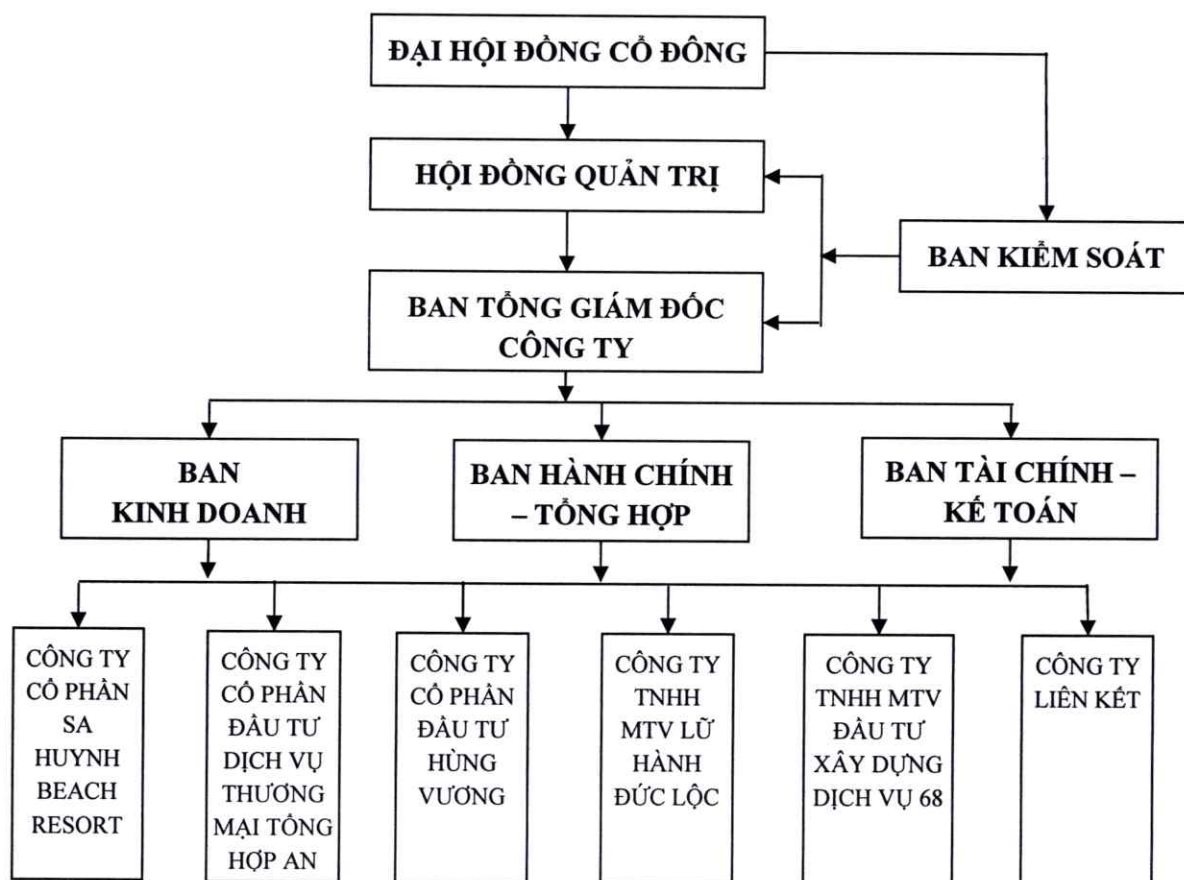 ĐẠI HỘI ĐỒNG CỔ ĐÔNG
HỘI ĐỒNG QUẢN TRỊ
BAN KIỂM SOÁT
BAN TỔNG GIÁM ĐỐC
CÔNG TY
BAN
KINH DOANH
BAN HÀNH CHÍNH
– TỔNG HỢP
BAN TÀI CHÍNH –
KẾ TOÁN
CÔNG TY
CỔ PHẦN
SA
HUYNH
BEACH
RESORT
CÔNG TY
CỔ PHẦN
ĐẦU TƯ
DỊCH VỤ
THƯƠNG
MẠI TỔNG
HỢP AN
CÔNG TY
CỔ PHẦN
ĐẦU TƯ
HÙNG
VƯƠNG
CÔNG TY
TNHH
MTV LỮ
HÀNH
ĐỨC LỘC
CÔNG TY
TNHH MTV
ĐẦU TƯ
XÂY DỰNG
DỊCH VỤ 68
CÔNG TY
LIÊN KẾT